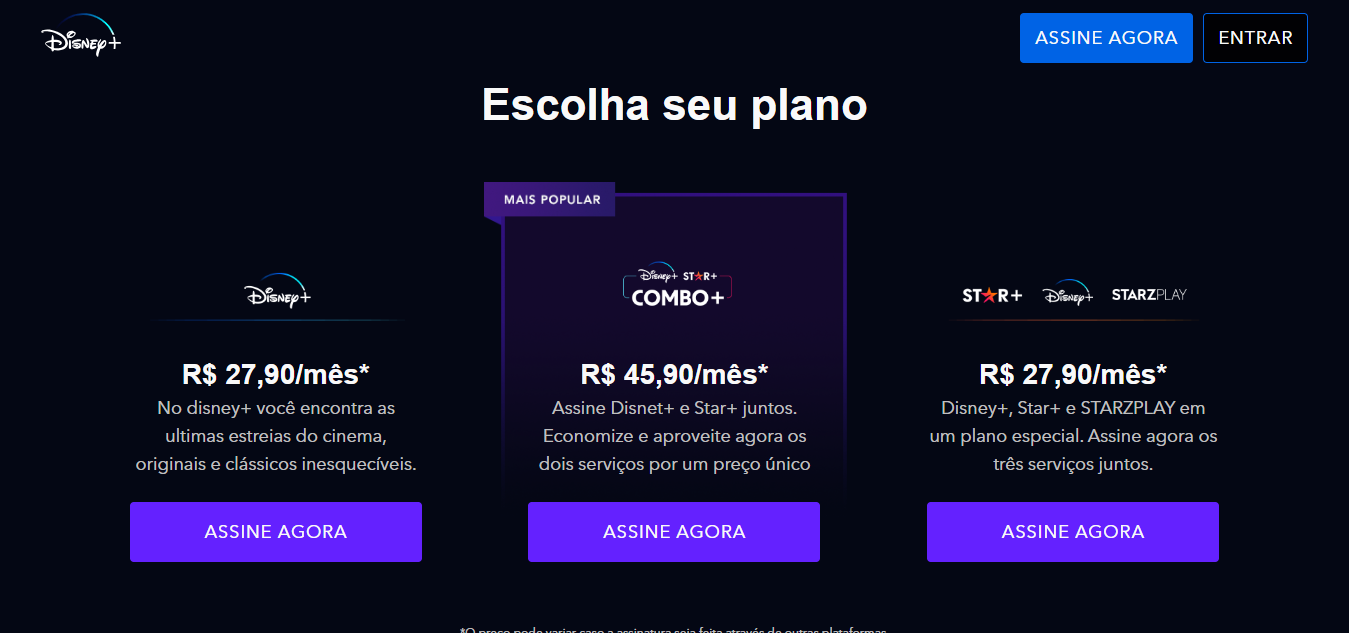 Disney+
ASSINE AGORA
ENTRAR
Escolha seu plano
MAIS POPULAR
Disney+
R$ 27,90/mês*
No disney+ você encontra as
ultimas estreias do cinema,
originais e clássicos inesquecíveis.
ASSINE AGORA
Disney+ STAR+
COMBO+
R$ 45,90/mês*
Assine Disnet+ e Star+ juntos.
Economize e aproveite agora os
dois serviços por um preço único
ASSINE AGORA
STAR+ Disney+ STARZPLAY
R$ 27,90/mês*
Disney+, Star+ e STARZPLAY em
um plano especial. Assine agora os
três serviços juntos.
ASSINE AGORA
*O preço pode variar caso a assinatura seja feita através de outras plataformas